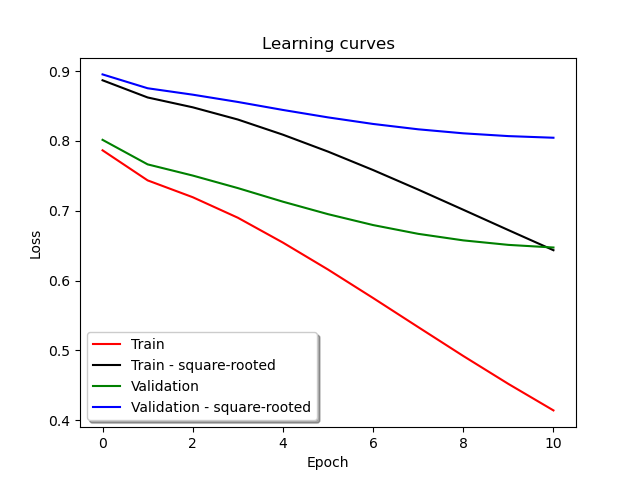 Learning curves
Loss
0.9
0.8
0.7
0.6
0.5
0.4
Train
Train - square-rooted
Validation
Validation - square-rooted
0 2 4 6 8 10
Epoch